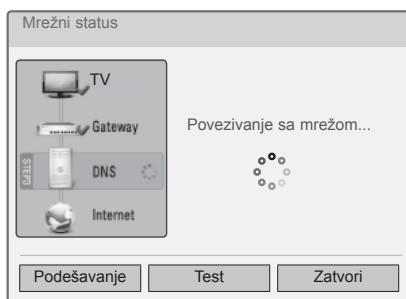 Mrežni status
TV
Gateway
STEP3
DNS
Internet
Povezivanje sa mrežom...
Podešavanje
Test
Zatvori